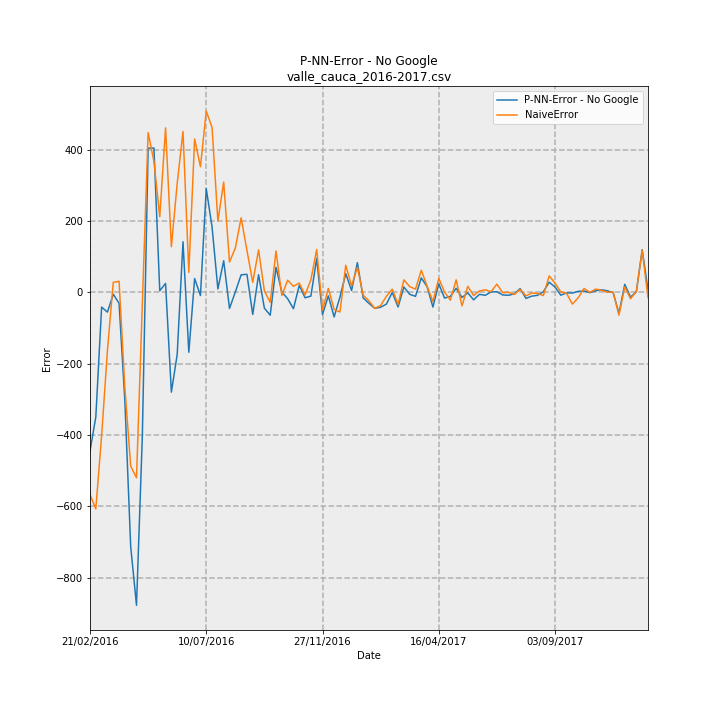 P-NN-Error - No Google
valle_cauca_2016-2017.csv
P-NN-Error - No Google
NaiveError
400
200
0
−200
−400
−600
−800
Error
21/02/2016 10/07/2016 27/11/2016 16/04/2017 03/09/2017
Date